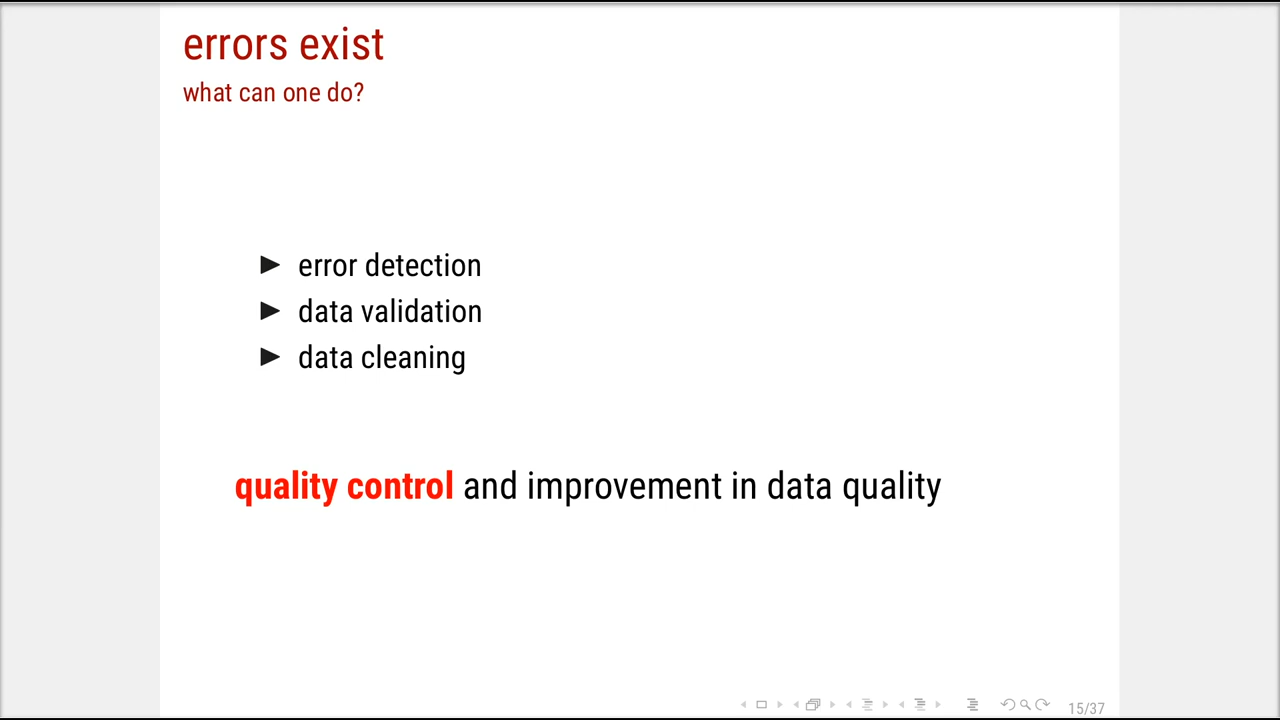 errors exist
what can one do?
error detection
data validation
data cleaning
quality control and improvement in data quality
15/37